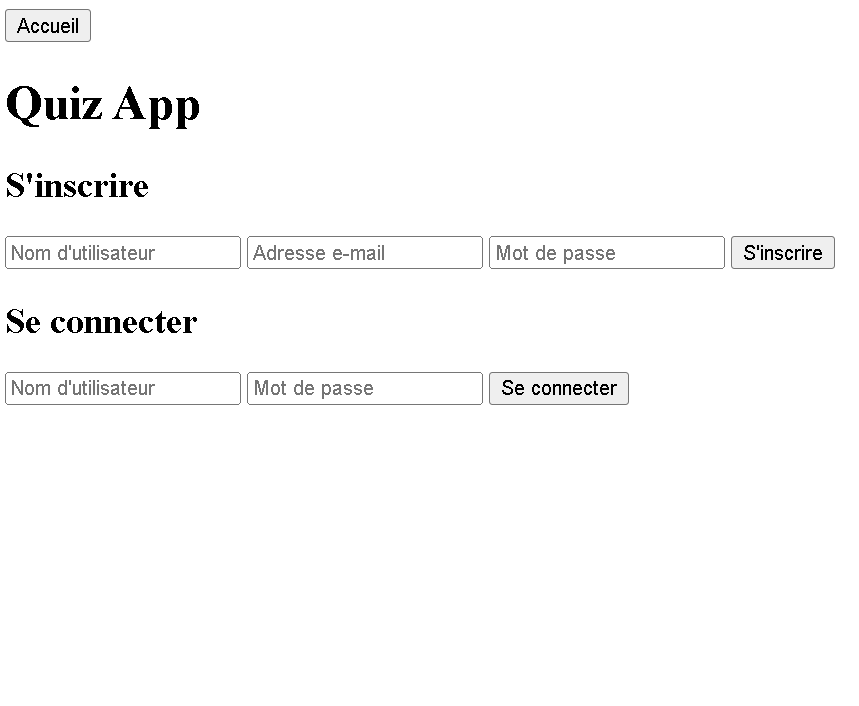 Accueil
Quiz App
S'inscrire
Nom d'utilisateur Adresse e-mail Mot de passe S'inscrire
Se connecter
Nom d'utilisateur Mot de passe Se connecter